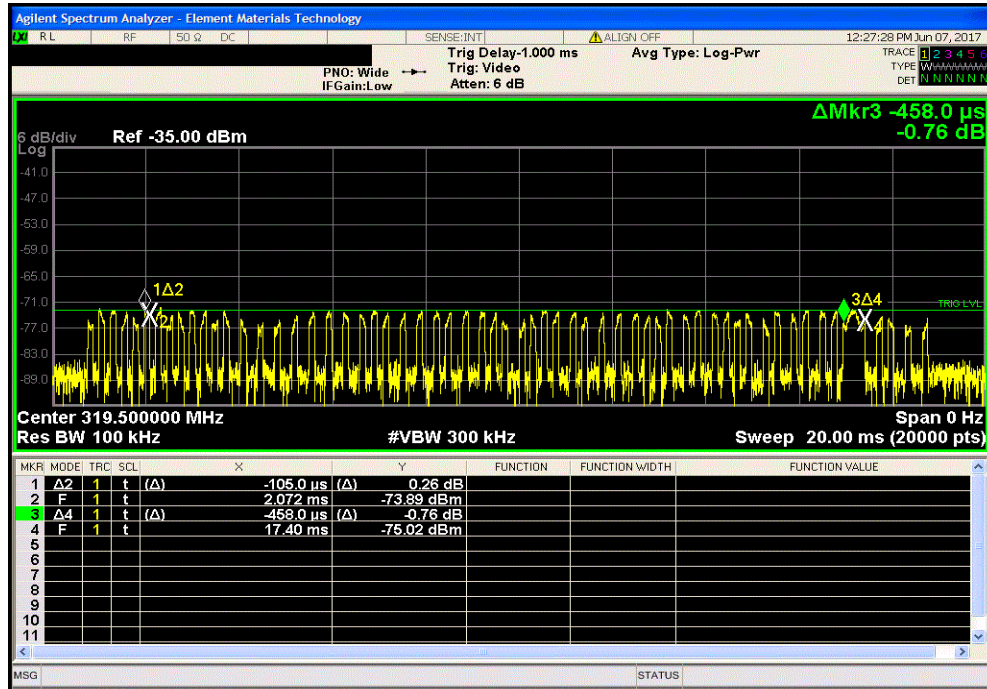 Agilent Spectrum Analyzer - Element Materials Technology
LXI RL RF 50 Ω DC SENSE:INT ALIGN OFF 12:27:28 PM Jun 07, 2017
Trig Delay-1.000 ms Avg Type: Log-Pwr TRACE 1 2 3 4 5 6
PNO: Wide Trig: Video TYPE WWWWWW
IFGain:Low Atten: 6 dB DET N N N N N N
ΔMkr3 -458.0 µs
6 dB/div Ref -35.00 dBm -0.76 dB
Log
-41.0
-47.0
-53.0
-59.0
-65.0
1Δ2
-71.0 3Δ4 TRIG LVL
2 4
-77.0
-83.0
-89.0
Center 319.500000 MHz Span 0 Hz
Res BW 100 kHz #VBW 300 kHz Sweep 20.00 ms (20000 pts)
MKR MODE TRC SCL X Y FUNCTION FUNCTION WIDTH FUNCTION VALUE
1 Δ2 1 t (Δ) -105.0 µs (Δ) 0.26 dB
2 F 1 t 2.072 ms -73.89 dBm
3 Δ4 1 t (Δ) -458.0 µs (Δ) -0.76 dB
4 F 1 t 17.40 ms -75.02 dBm
5
6
7
8
9
10
11
MSG STATUS